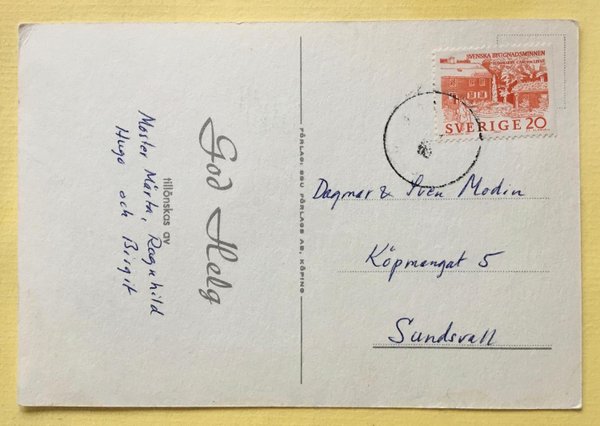 God Helg
tillönskas av
Moster Märta, Ragnhild
Hugo och Birgit
FÖRLAG: SBU FÖRLAGS AB, KÖPING
SVENSKA BYGGNADSMINNEN
SVERIGE 20
Dagmar & Sven Modin
Köpmangat 5
Sundsvall